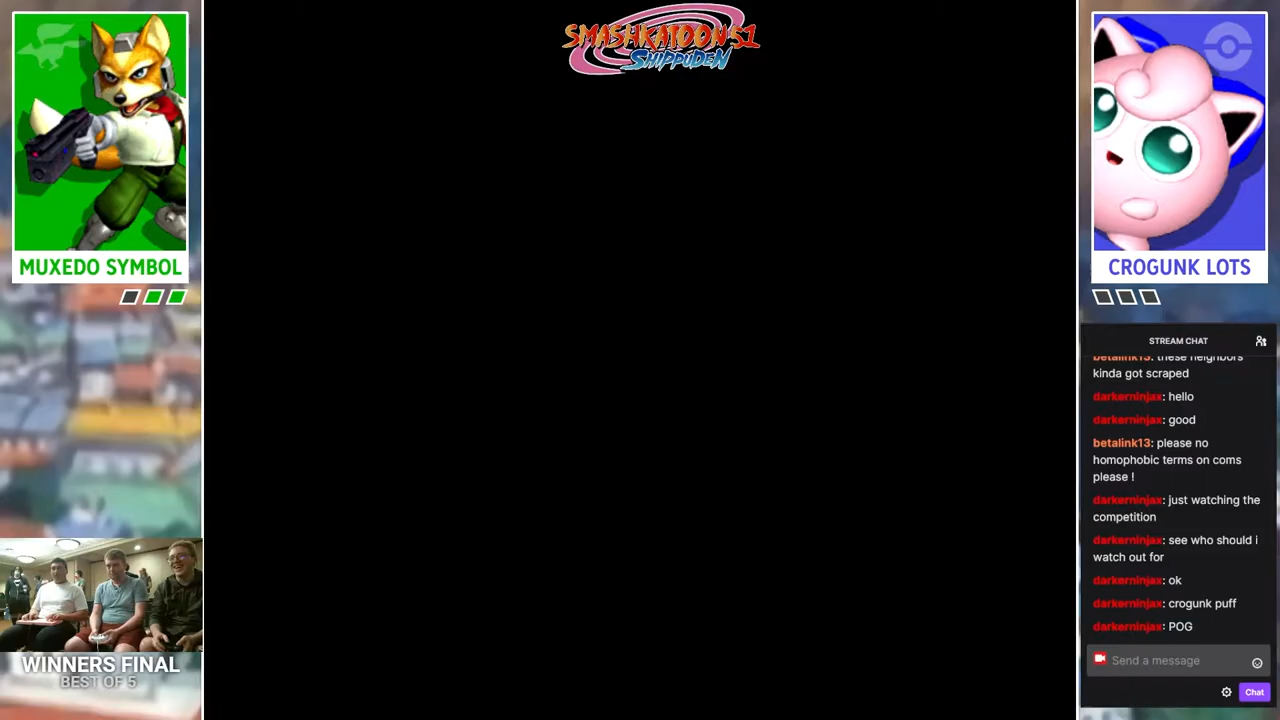 SMASHKATOON 51
SHIPPUDEN
MUXEDO SYMBOL
CROGUNK LOTS
STREAM CHAT
betalink13: these neighbors
kinda got scraped
darkerninjax: hello
darkerninjax: good
betalink13: please no
homophobic terms on coms
please !
darkerninjax: just watching the
competition
darkerninjax: see who should i
watch out for
darkerninjax: ok
darkerninjax: crogunk puff
darkerninjax: POG
Send a message
Chat
WINNERS FINAL
BEST OF 5